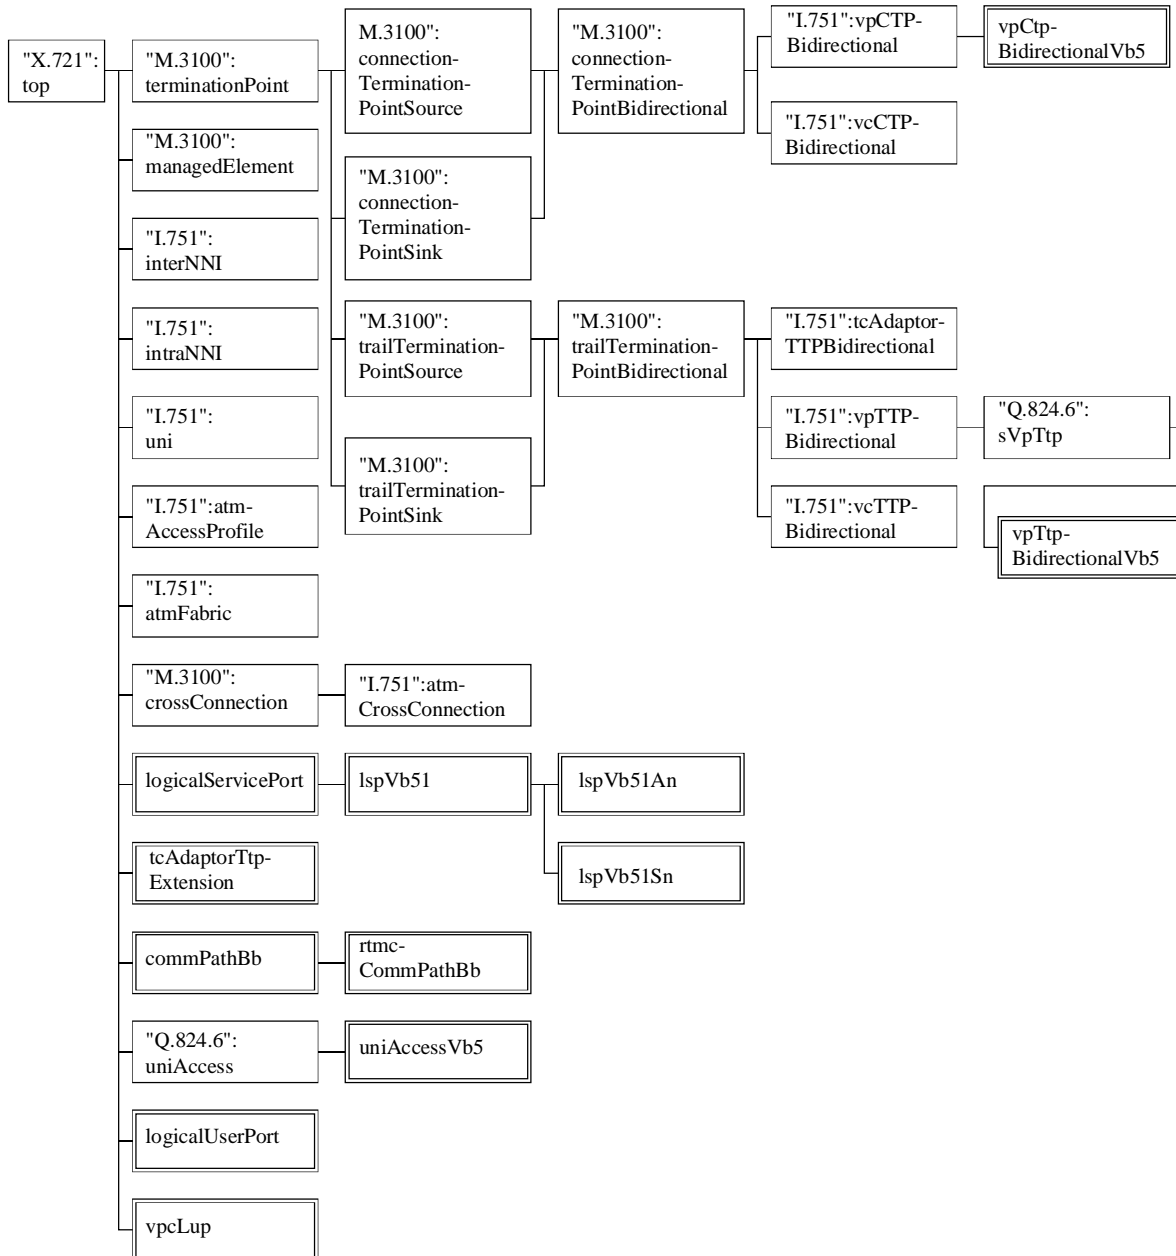 "X.721":
top
"M.3100":
terminationPoint
M.3100":
connection-
Termination-
PointSource
"M.3100":
connection-
Termination-
PointBidirectional
"I.751":vpCTP-
Bidirectional
vpCtp-
BidirectionalVb5
"I.751":vcCTP-
Bidirectional
"M.3100":
managedElement
"M.3100":
connection-
Termination-
PointSink
"I.751":
interNNI
"I.751":
intraNNI
"M.3100":
trailTermination-
PointSource
"M.3100":
trailTermination-
PointBidirectional
"I.751":tcAdaptor-
TTPBidirectional
"I.751":
uni
"I.751":vpTTP-
Bidirectional
"Q.824.6":
sVpTtp
"M.3100":
trailTermination-
PointSink
"I.751":atm-
AccessProfile
"I.751":vcTTP-
Bidirectional
vpTtp-
BidirectionalVb5
"I.751":
atmFabric
"M.3100":
crossConnection
"I.751":atm-
CrossConnection
logicalServicePort
lspVb51
lspVb51An
tcAdaptorTtp-
Extension
lspVb51Sn
commPathBb
rtmc-
CommPathBb
"Q.824.6":
uniAccess
uniAccessVb5
logicalUserPort
vpcLup